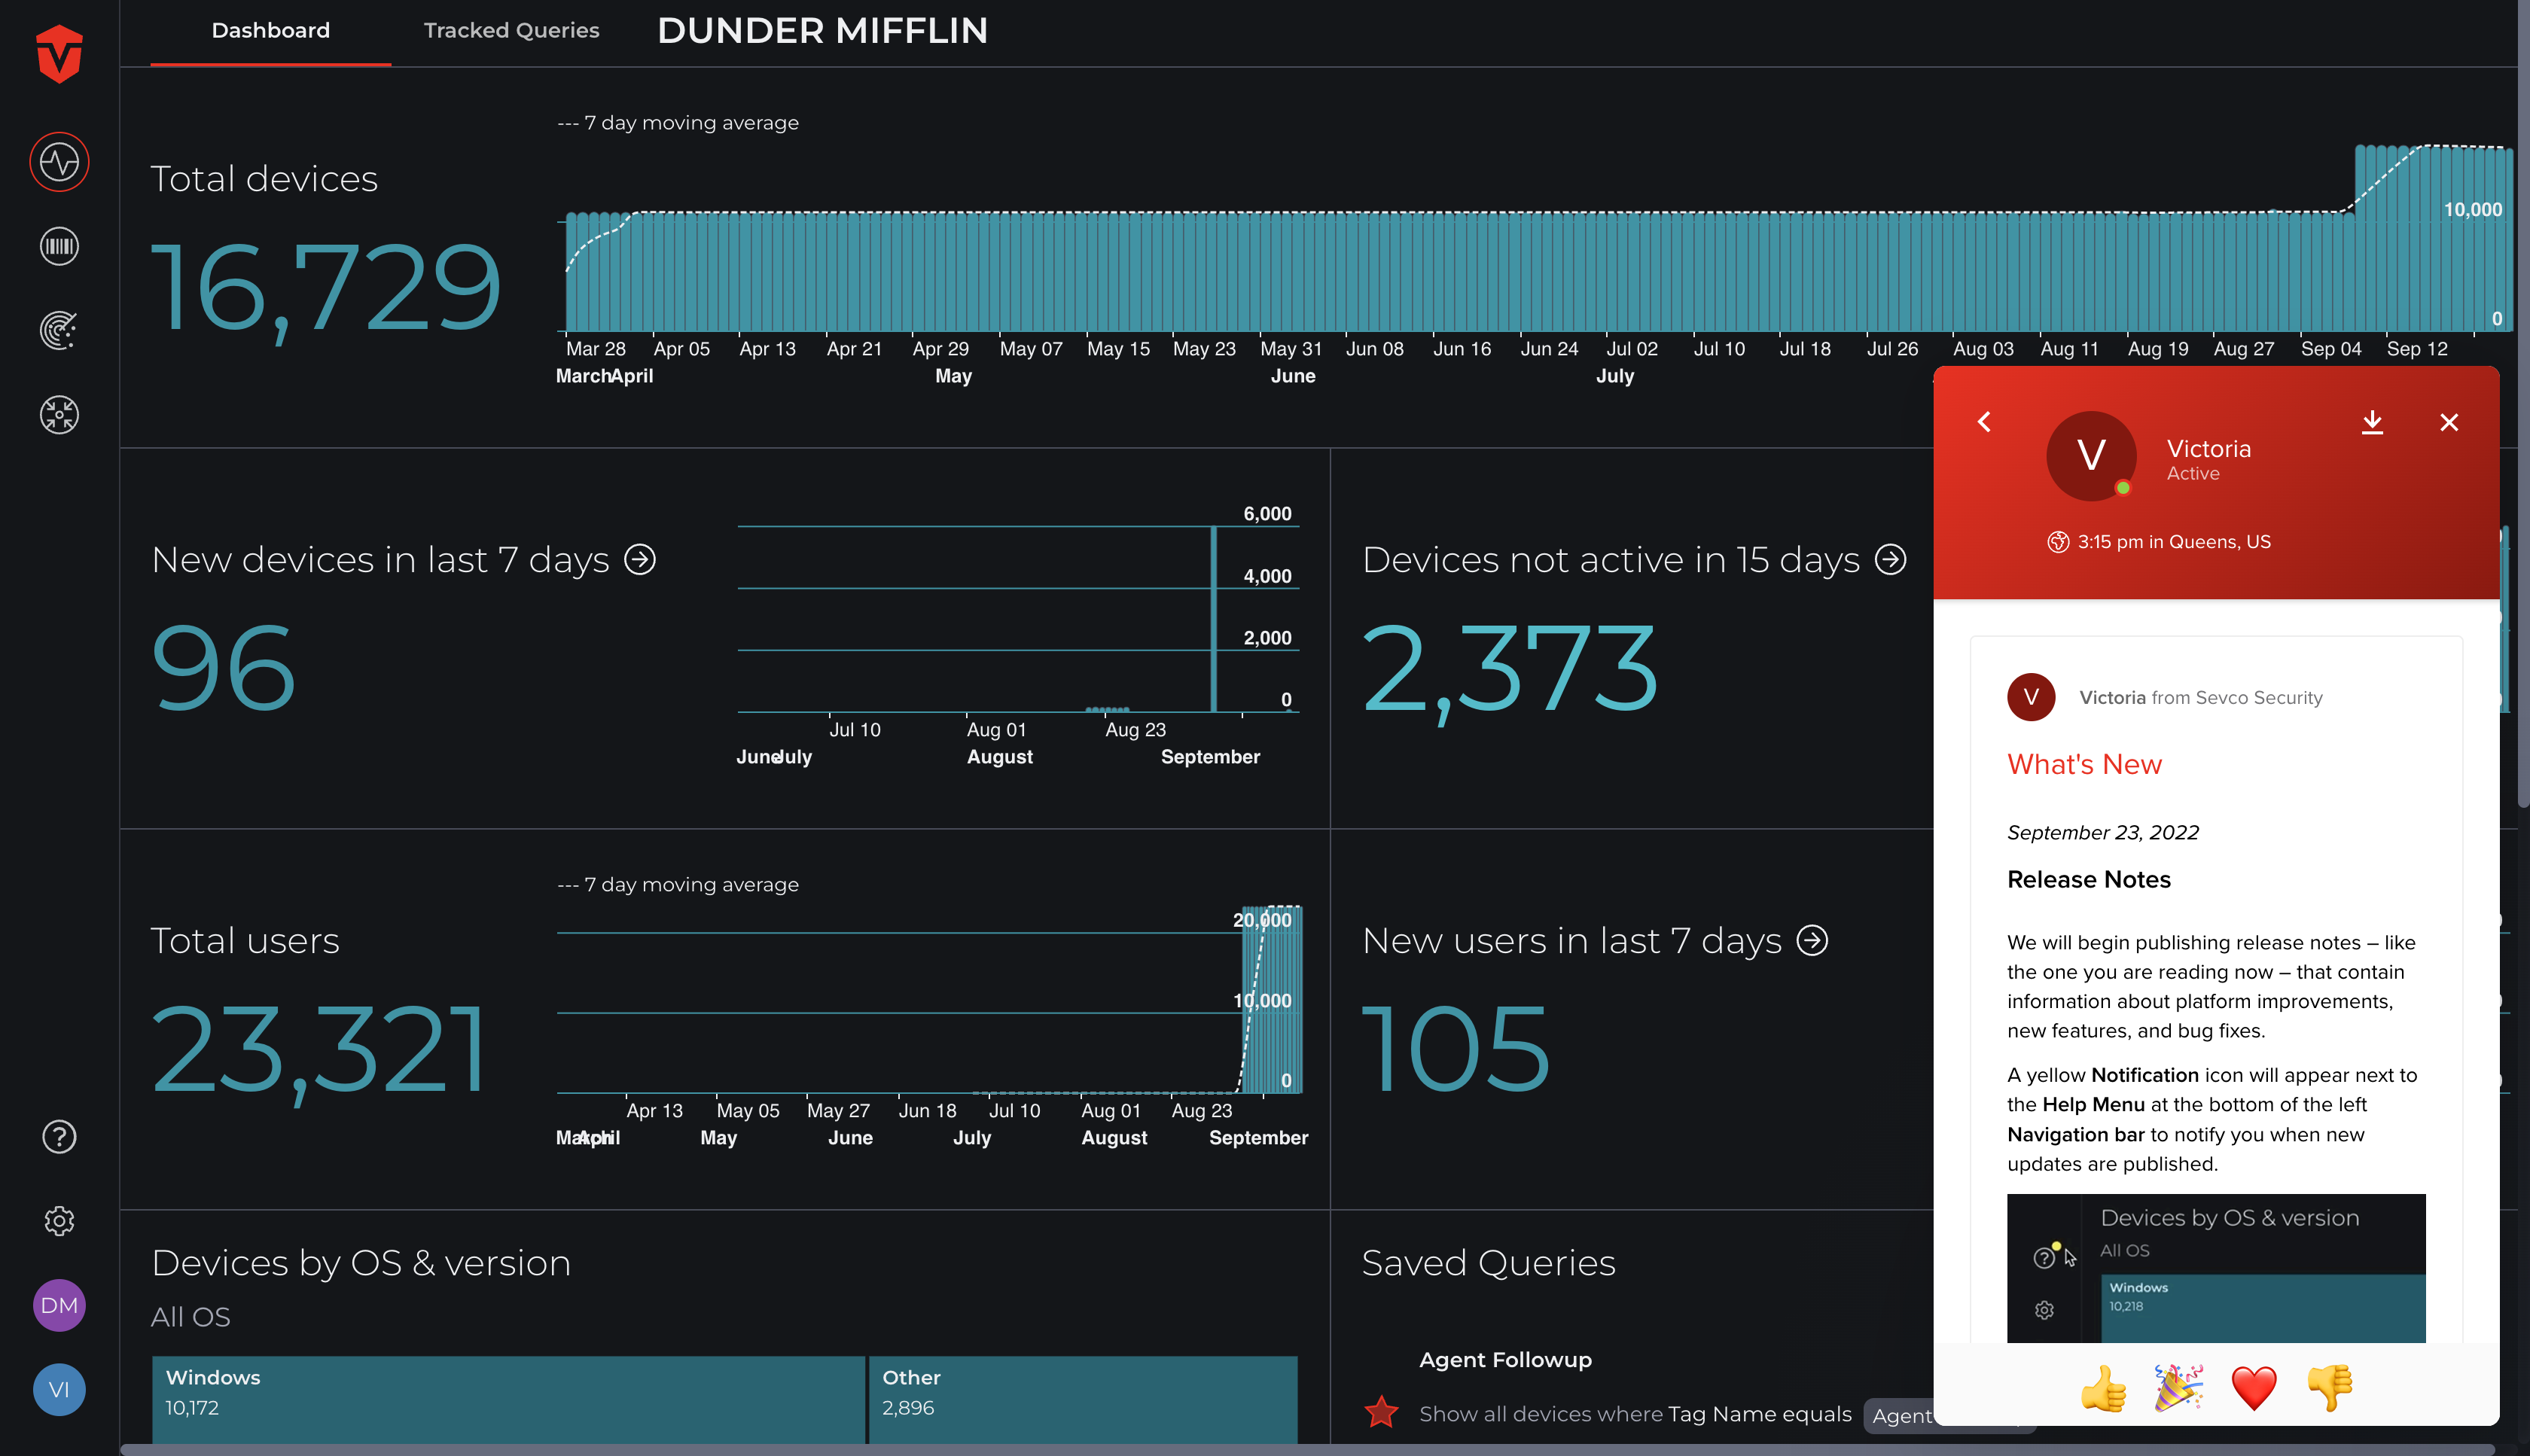 Dashboard
Tracked Queries
DUNDER MIFFLIN
--- 7 day moving average
Total devices
16,729
10,000
0
Mar 28 Apr 05 Apr 13 Apr 21 Apr 29 May 07 May 15 May 23 May 31 Jun 08 Jun 16 Jun 24 Jul 02 Jul 10 Jul 18 Jul 26 Aug 03 Aug 11 Aug 19 Aug 27 Sep 04 Sep 12
March April May June July
New devices in last 7 days
96
6,000
4,000
2,000
0
Jul 10 Aug 01 Aug 23
June July August September
Devices not active in 15 days
2,373
--- 7 day moving average
Total users
23,321
20,000
10,000
0
Apr 13 May 05 May 27 Jun 18 Jul 10 Aug 01 Aug 23
March April May June July August September
New users in last 7 days
105
Devices by OS & version
All OS
Windows
10,172
Other
2,896
Saved Queries
Agent Followup
Show all devices where Tag Name equals Agent
DM
VI
V
Victoria
Active
3:15 pm in Queens, US
V
Victoria from Sevco Security
What's New
September 23, 2022
Release Notes
We will begin publishing release notes – like
the one you are reading now – that contain
information about platform improvements,
new features, and bug fixes.
A yellow Notification icon will appear next to
the Help Menu at the bottom of the left
Navigation bar to notify you when new
updates are published.
Devices by OS & version
All OS
Windows
10,218